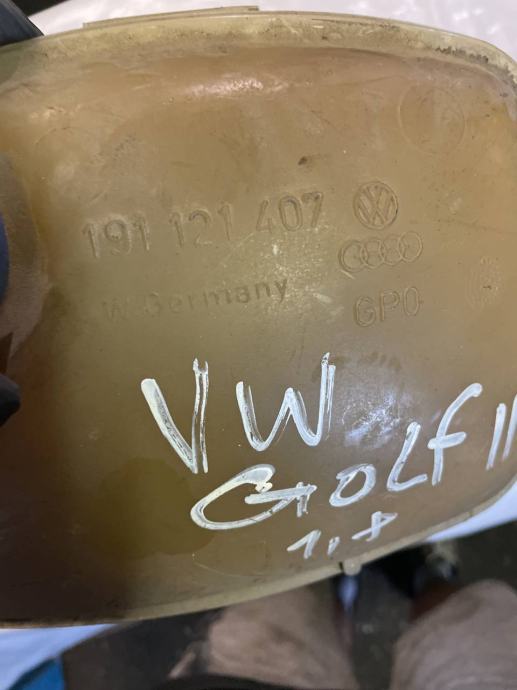 191 121 407
W. Germany
GPO
VW
GOLF II
1,8